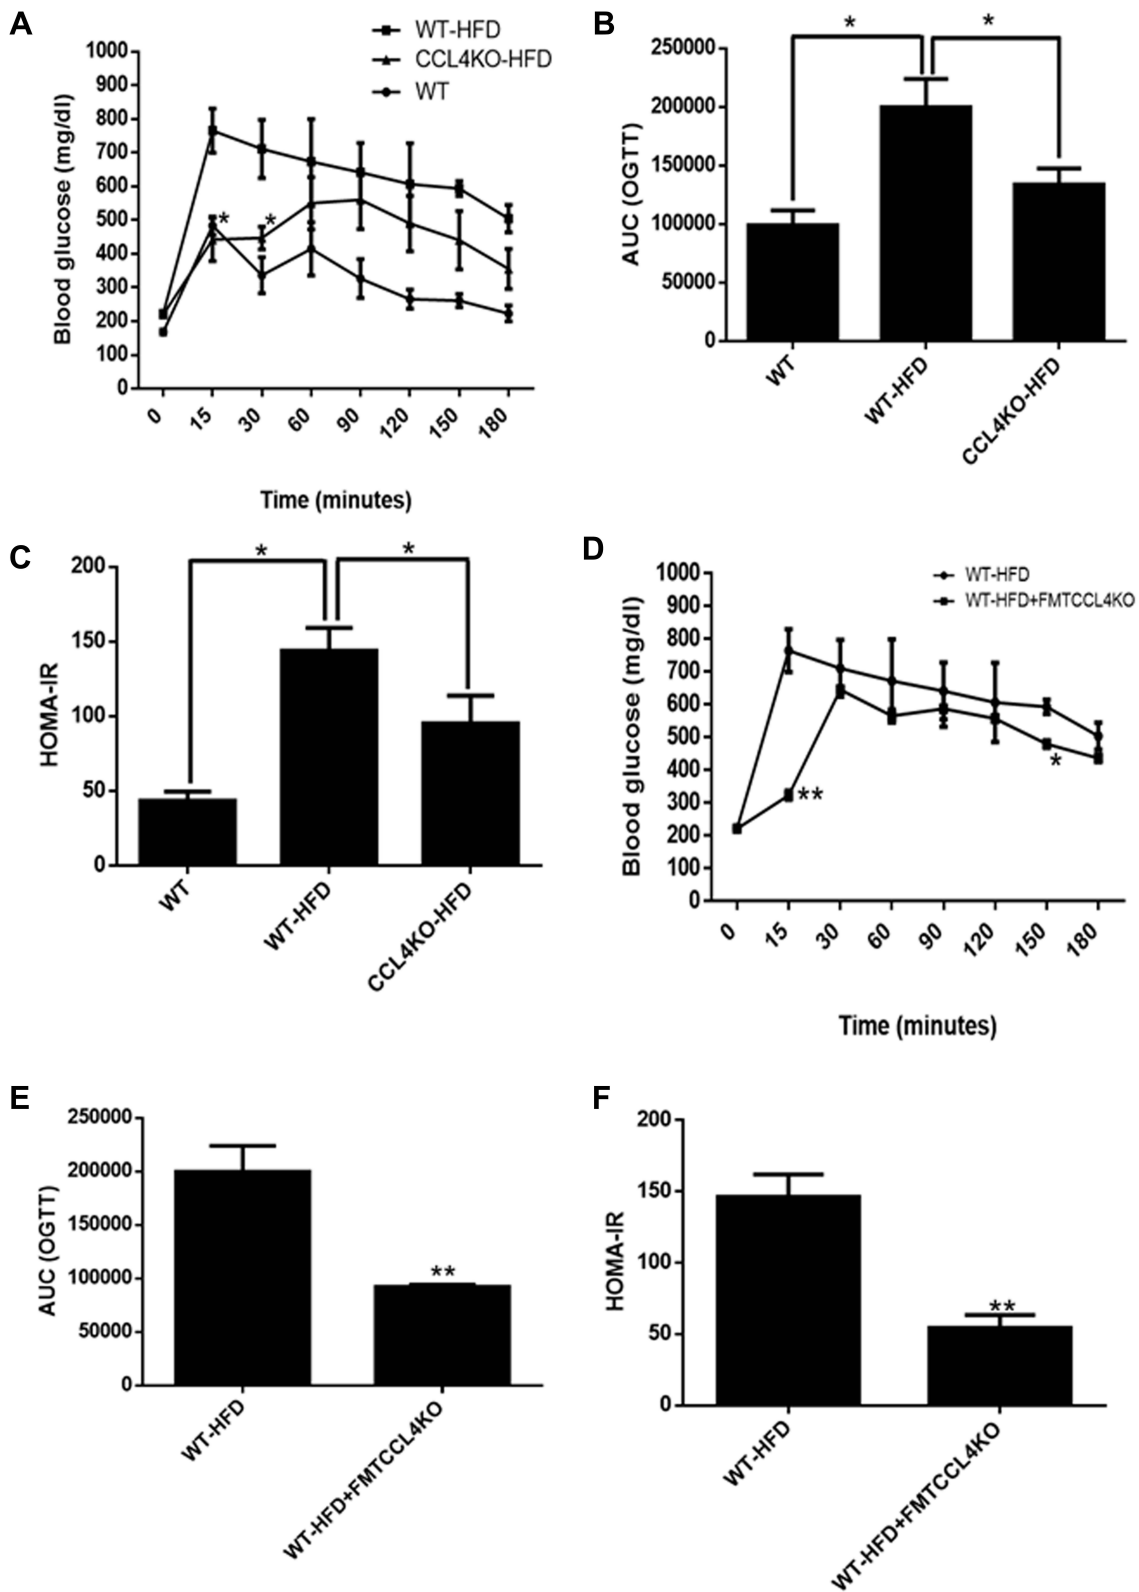 A
WT-HFD
CCL4KO-HFD
WT
Blood glucose (mg/dl)
1000
900
800
700
600
500
400
300
200
100
0
*
*
0
15
30
60
90
120
150
180
Time (minutes)
B
*
*
AUC (OGTT)
250000
200000
150000
100000
50000
0
WT
WT-HFD
CCL4KO-HFD
C
*
*
HOMA-IR
200
150
100
50
0
WT
WT-HFD
CCL4KO-HFD
D
WT-HFD
WT-HFD+FMTCCL4KO
Blood glucose (mg/dl)
1000
900
800
700
600
500
400
300
200
100
0
**
*
0
15
30
60
90
120
150
180
Time (minutes)
E
AUC (OGTT)
250000
200000
150000
100000
50000
0
**
WT-HFD
WT-HFD+FMTCCL4KO
F
HOMA-IR
200
150
100
50
0
**
WT-HFD
WT-HFD+FMTCCL4KO